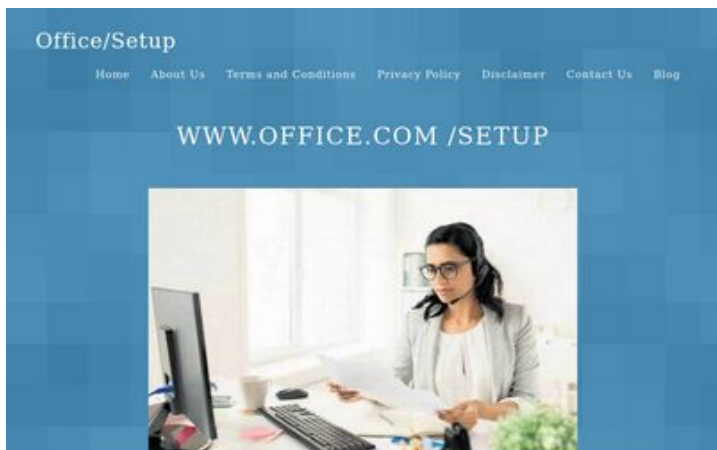 Office/Setup
Home About Us Terms and Conditions Privacy Policy Disclaimer Contact Us Blog
WWW.OFFICE.COM /SETUP